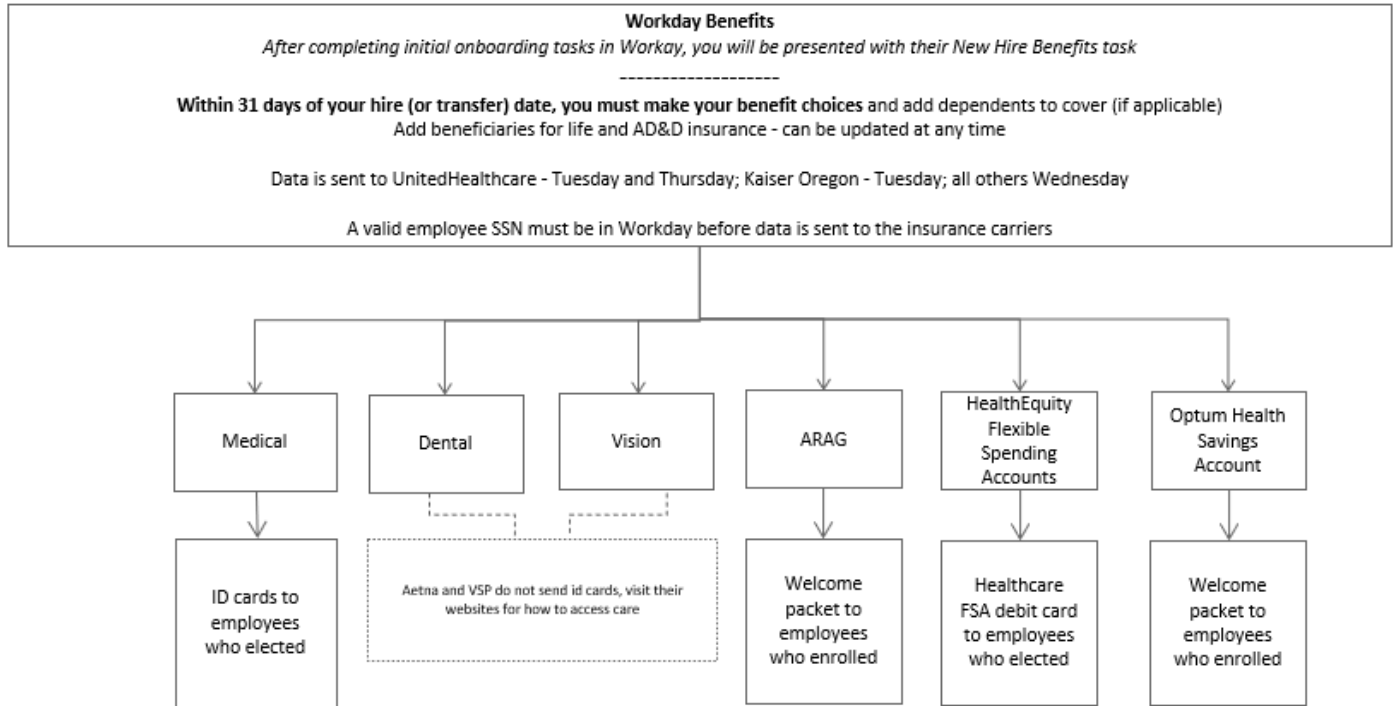 Workday Benefits
After completing initial onboarding tasks in Workay, you will be presented with their New Hire Benefits task
-------------------
Within 31 days of your hire (or transfer) date, you must make your benefit choices and add dependents to cover (if applicable)
Add beneficiaries for life and AD&D insurance - can be updated at any time
Data is sent to UnitedHealthcare - Tuesday and Thursday; Kaiser Oregon - Tuesday; all others Wednesday
A valid employee SSN must be in Workday before data is sent to the insurance carriers
Medical
Dental
Vision
ARAG
HealthEquity
Flexible
Spending
Accounts
Optum Health
Savings
Account
ID cards to
employees
who elected
Aetna and VSP do not send id cards, visit their
websites for how to access care
Welcome
packet to
employees
who enrolled
Healthcare
FSA debit card
to employees
who elected
Welcome
packet to
employees
who enrolled